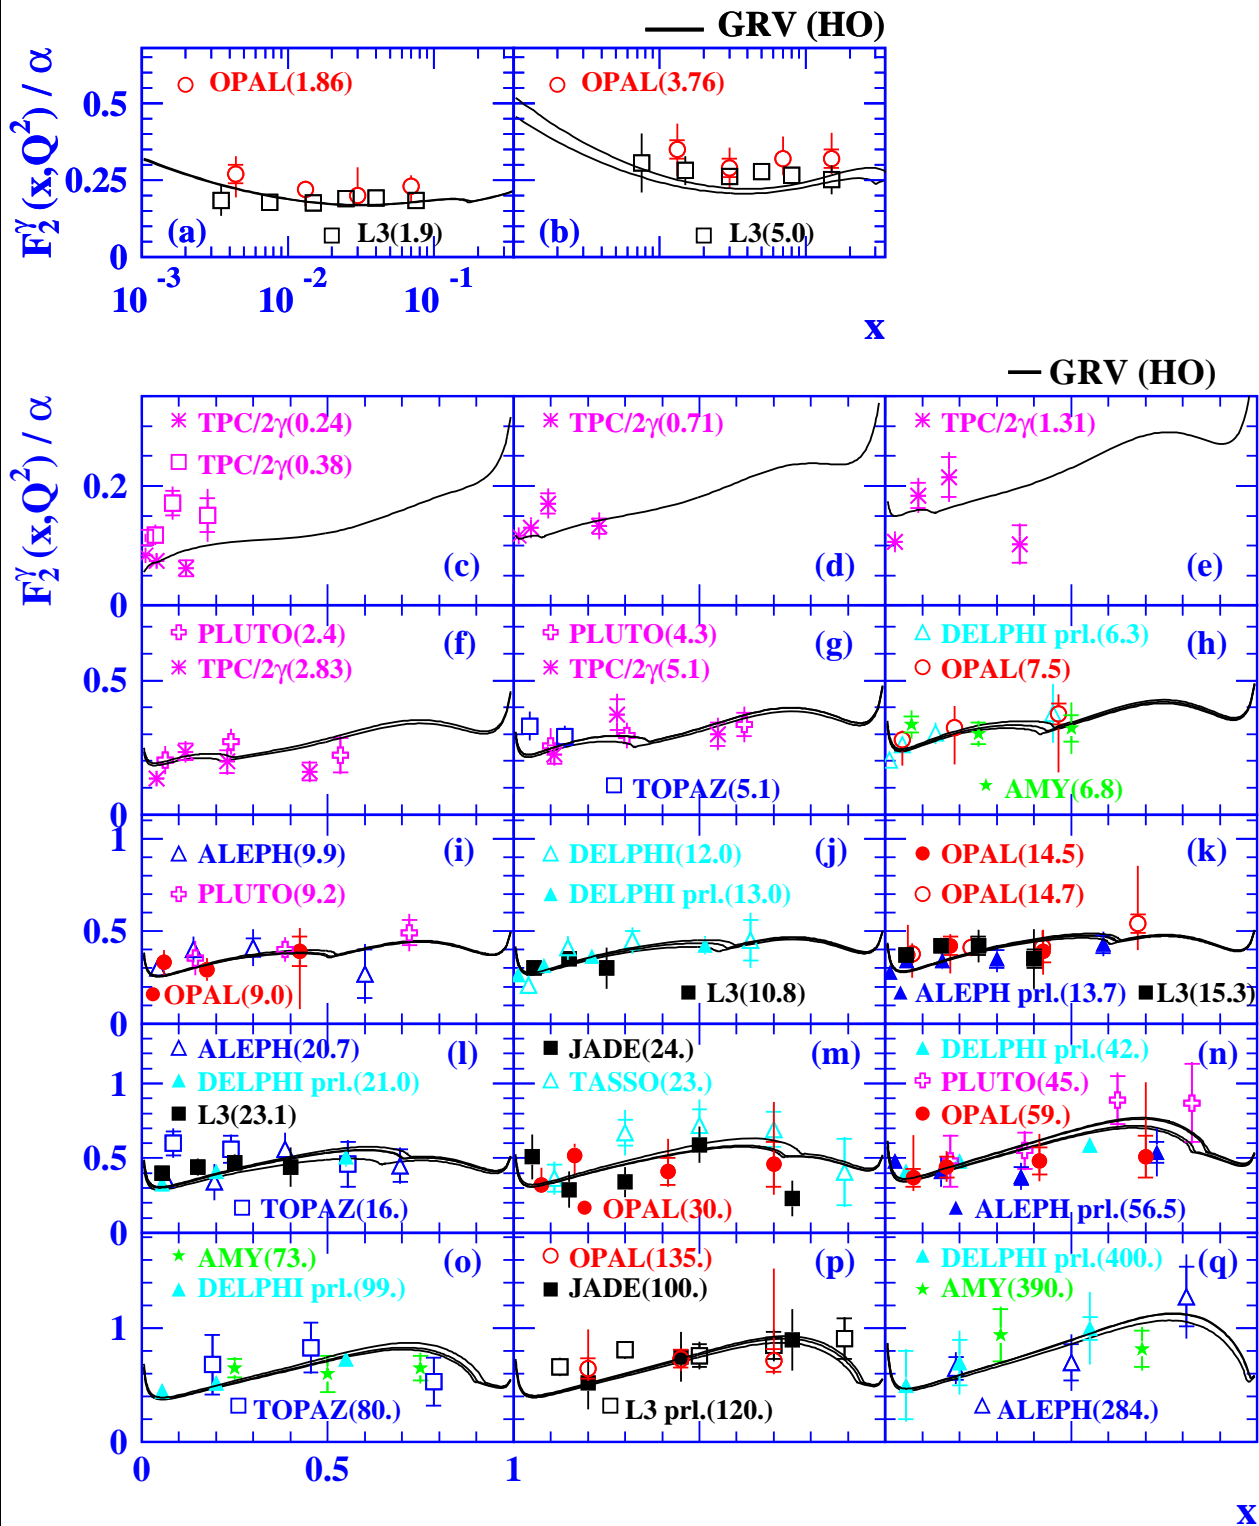 GRV (HO)
F₂^γ(x,Q²) / α
0.5
0.25
0
OPAL(1.86)
(a)
L3(1.9)
OPAL(3.76)
(b)
L3(5.0)
10⁻³
10⁻²
10⁻¹
x
GRV (HO)
F₂^γ(x,Q²) / α
TPC/2γ(0.24)
TPC/2γ(0.38)
(c)
TPC/2γ(0.71)
(d)
TPC/2γ(1.31)
(e)
0.2
0
PLUTO(2.4)
TPC/2γ(2.83)
(f)
PLUTO(4.3)
TPC/2γ(5.1)
(g)
TOPAZ(5.1)
DELPHI prl.(6.3)
OPAL(7.5)
(h)
AMY(6.8)
0.5
0
ALEPH(9.9)
PLUTO(9.2)
(i)
OPAL(9.0)
DELPHI(12.0)
DELPHI prl.(13.0)
(j)
L3(10.8)
OPAL(14.5)
OPAL(14.7)
(k)
ALEPH prl.(13.7)
L3(15.3)
1
0.5
0
ALEPH(20.7)
DELPHI prl.(21.0)
L3(23.1)
(l)
TOPAZ(16.)
JADE(24.)
TASSO(23.)
(m)
OPAL(30.)
DELPHI prl.(42.)
PLUTO(45.)
OPAL(59.)
(n)
ALEPH prl.(56.5)
1
0.5
0
AMY(73.)
DELPHI prl.(99.)
(o)
TOPAZ(80.)
OPAL(135.)
JADE(100.)
(p)
L3 prl.(120.)
DELPHI prl.(400.)
AMY(390.)
(q)
ALEPH(284.)
1
0
0
0.5
1
x